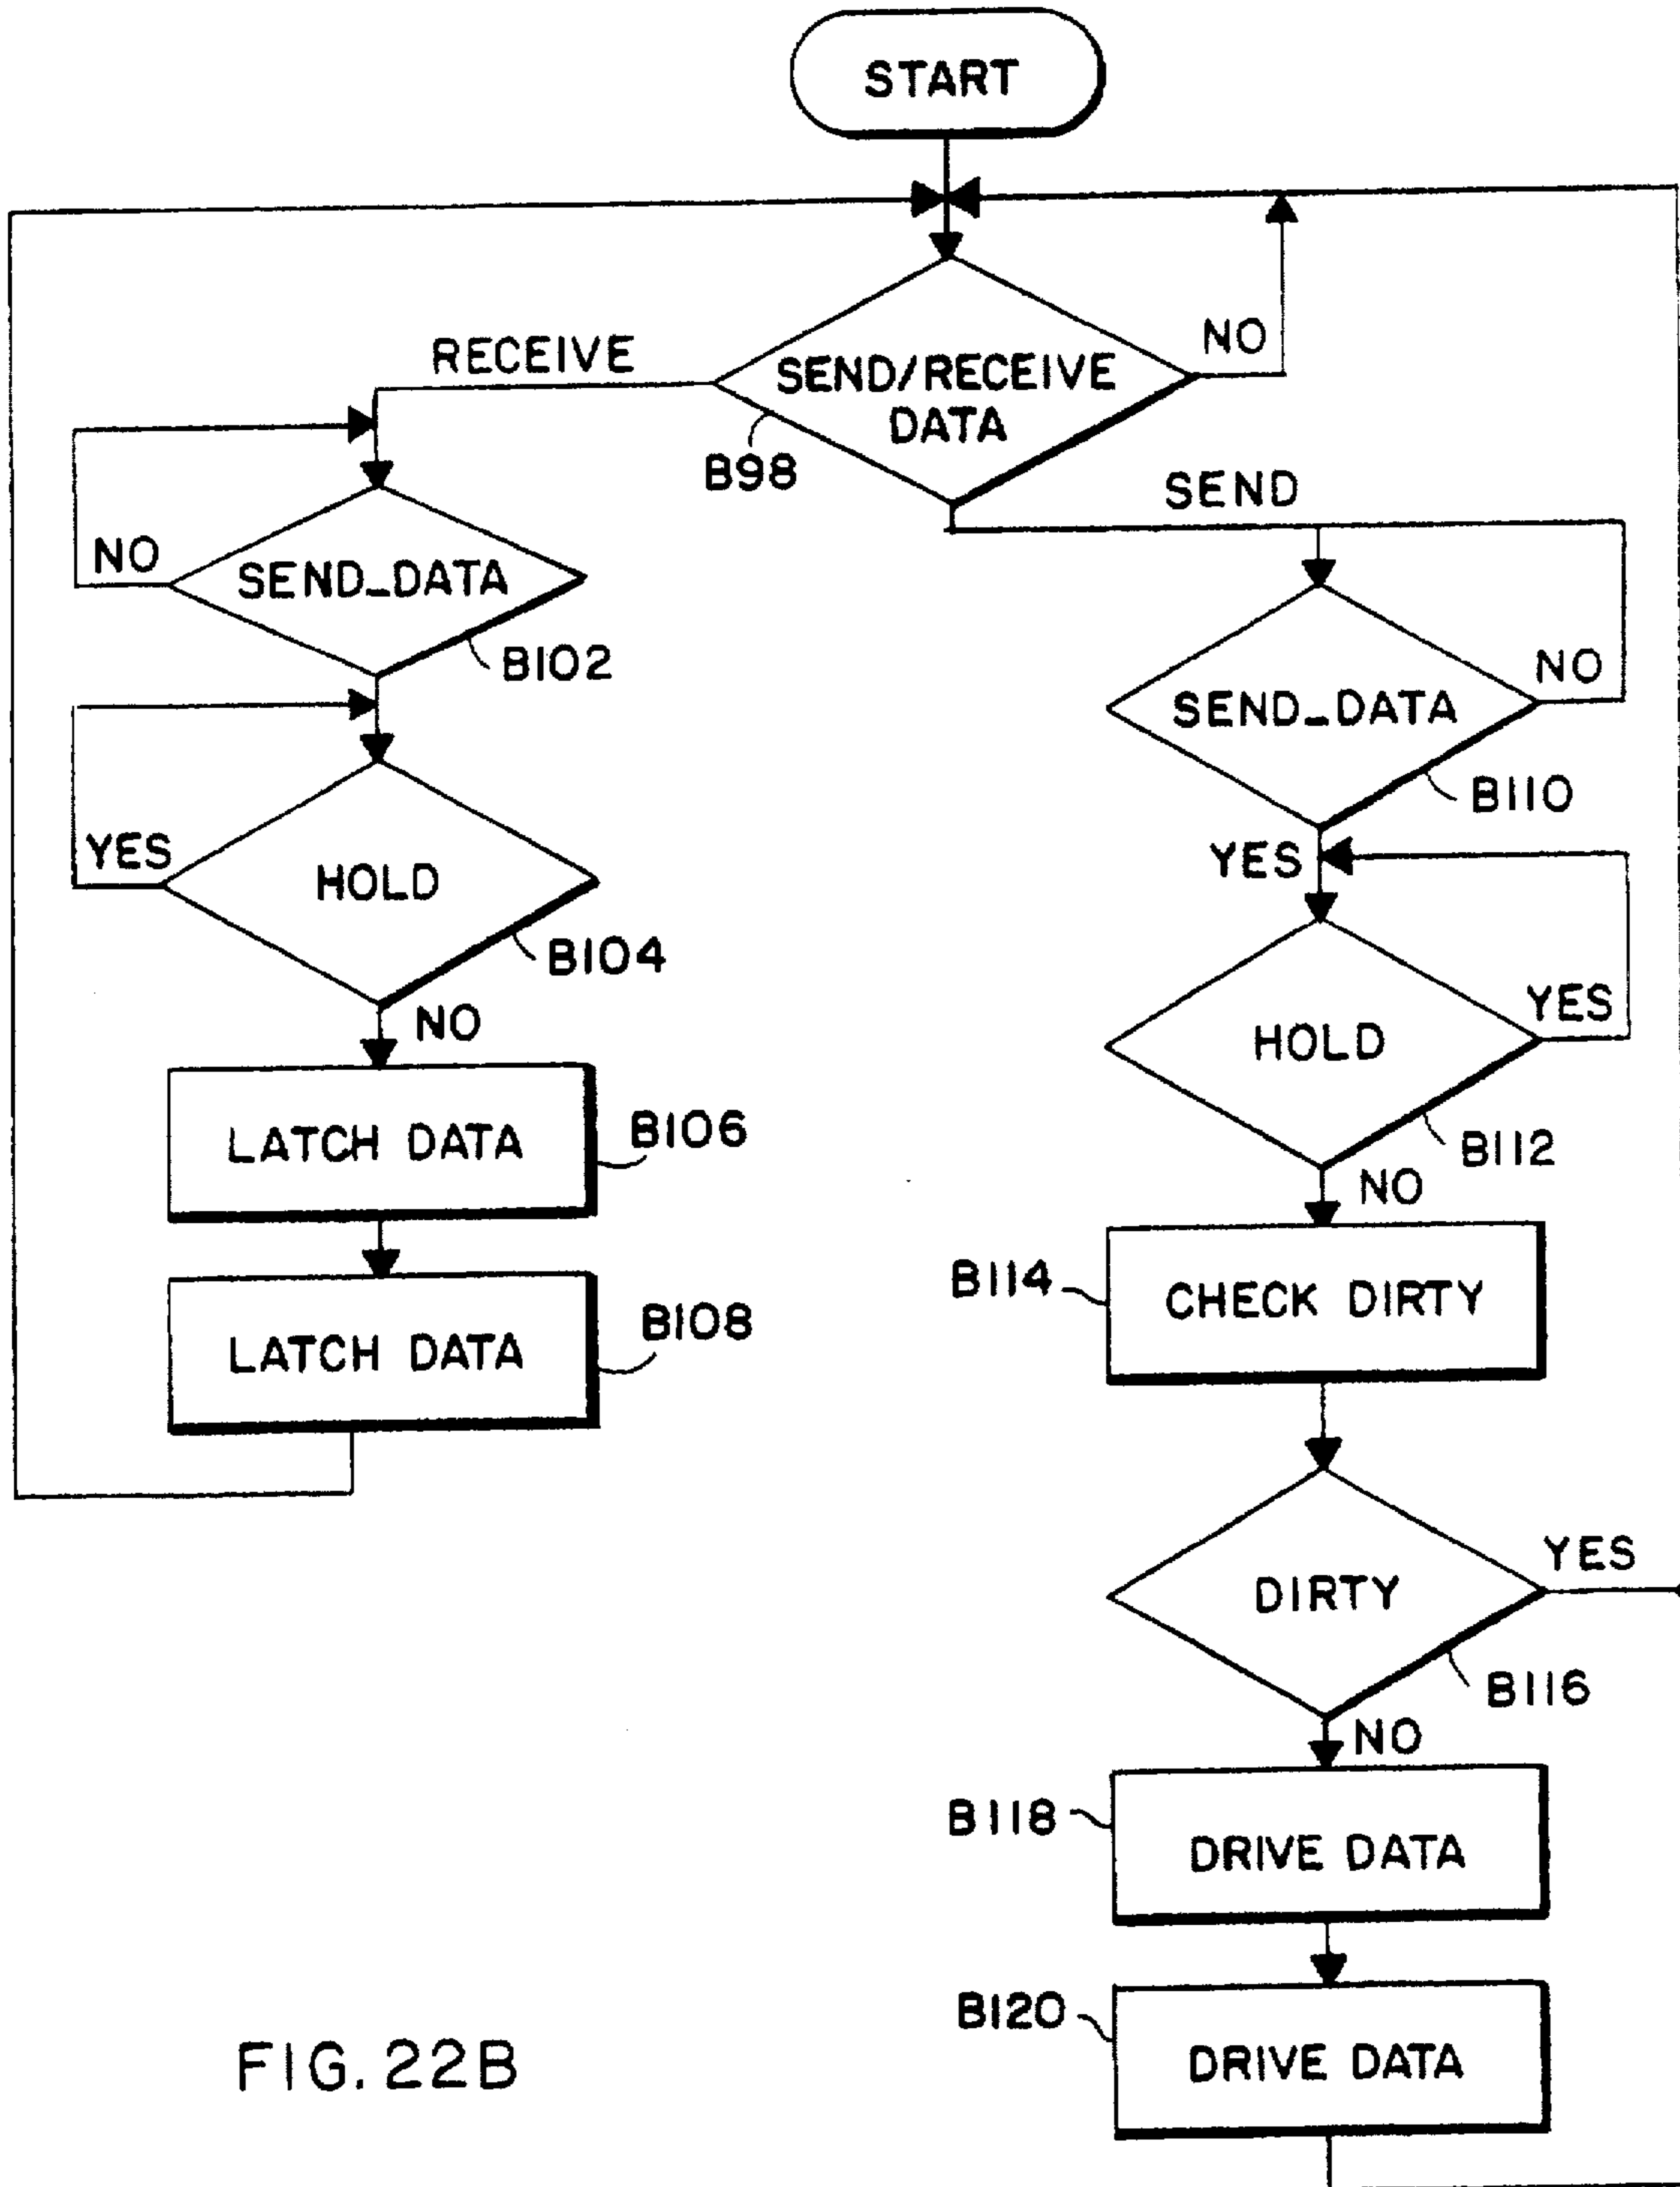 START
RECEIVE
SEND/RECEIVE
DATA
NO
B98
SEND
NO
SEND_DATA
B102
SEND_DATA
NO
B110
YES
HOLD
B104
YES
HOLD
YES
B112
NO
NO
LATCH DATA
B106
B114
CHECK DIRTY
LATCH DATA
B108
DIRTY
YES
B116
NO
B118
DRIVE DATA
B120
DRIVE DATA
FIG. 22B